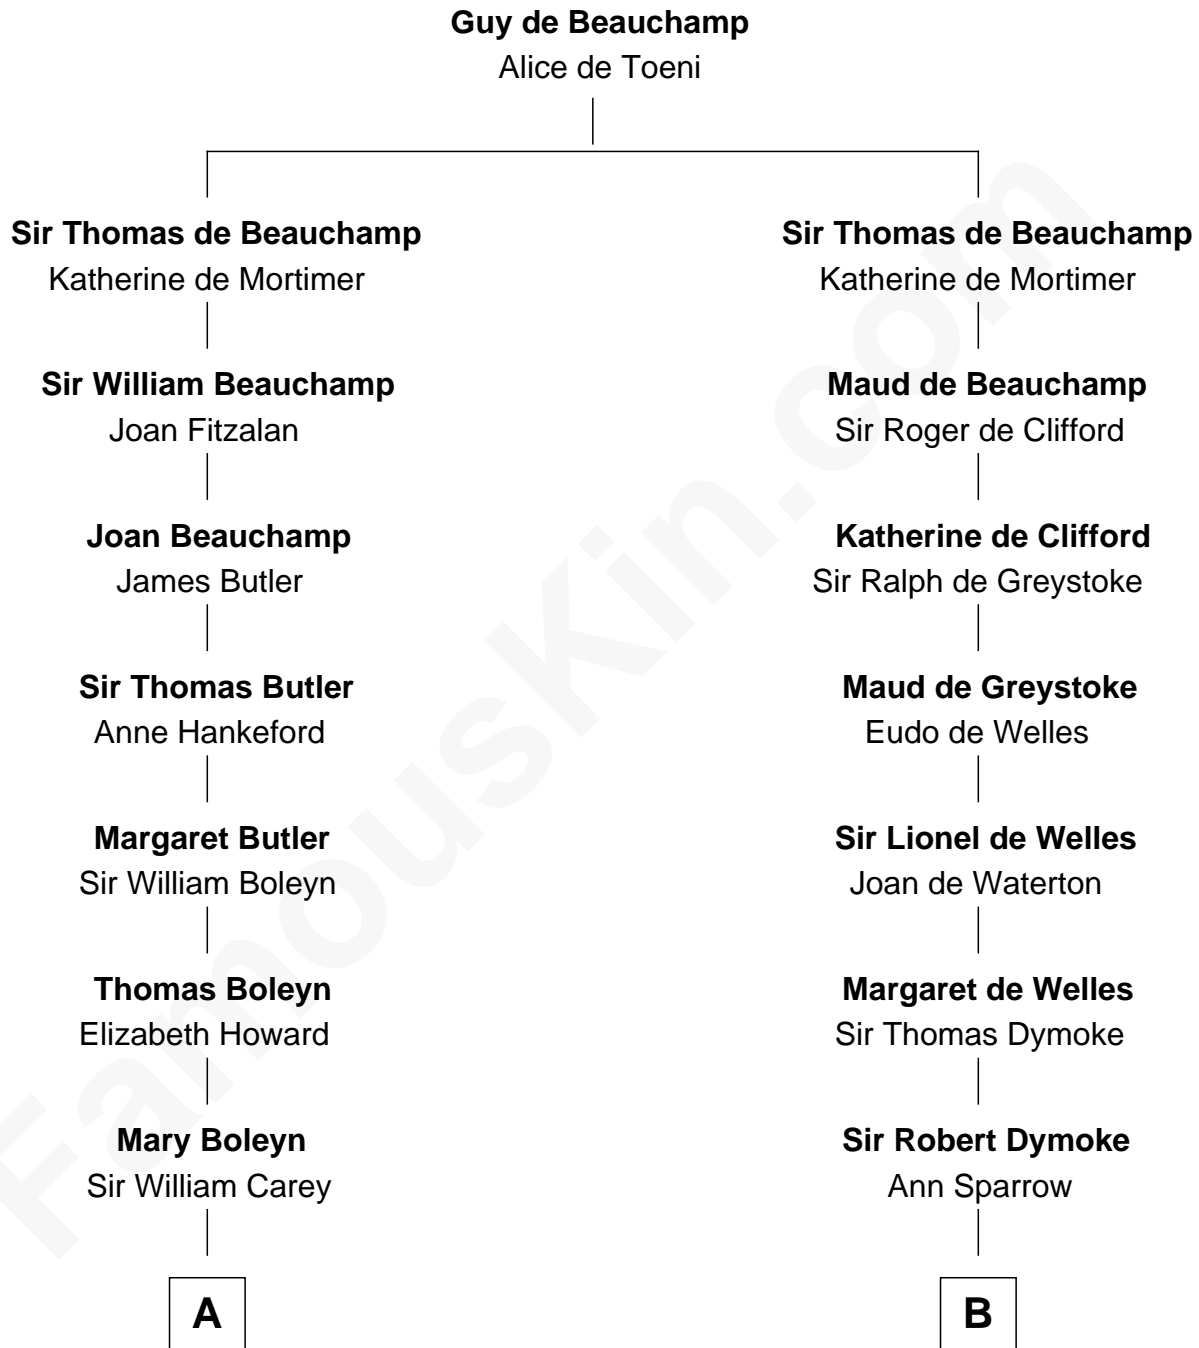 Guy de Beauchamp
Alice de Toeni
Sir Thomas de Beauchamp
Katherine de Mortimer
Sir Thomas de Beauchamp
Katherine de Mortimer
Sir William Beauchamp
Joan Fitzalan
Maud de Beauchamp
Sir Roger de Clifford
Joan Beauchamp
James Butler
Katherine de Clifford
Sir Ralph de Greystoke
Sir Thomas Butler
Anne Hankeford
Maud de Greystoke
Eudo de Welles
Margaret Butler
Sir William Boleyn
Sir Lionel de Welles
Joan de Waterton
Thomas Boleyn
Elizabeth Howard
Margaret de Welles
Sir Thomas Dymoke
Mary Boleyn
Sir William Carey
Sir Robert Dymoke
Ann Sparrow
A
B
FamousKin.com